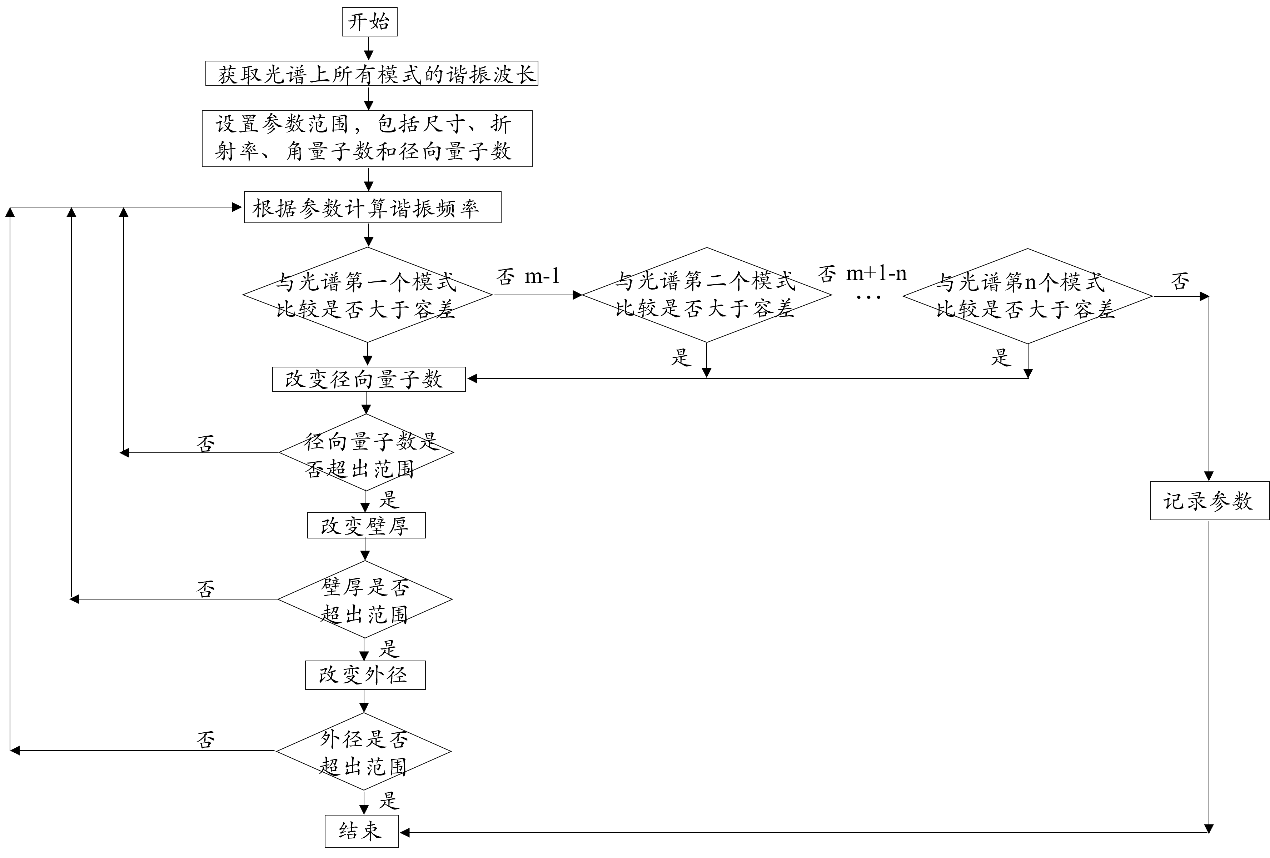 开始
获取光谱上所有模式的谐振波长
设置参数范围，包括尺寸、折
射率、角量子数和径向量子数
根据参数计算谐振频率
与光谱第一个模式
比较是否大于容差
否 m-1
与光谱第二个模式
比较是否大于容差
否 m+1-n
...
与光谱第n个模式
比较是否大于容差
否
是
是
改变径向量子数
径向量子数是
否超出范围
否
是
改变壁厚
记录参数
壁厚是否
超出范围
否
是
改变外径
外径是否
超出范围
否
是
结束